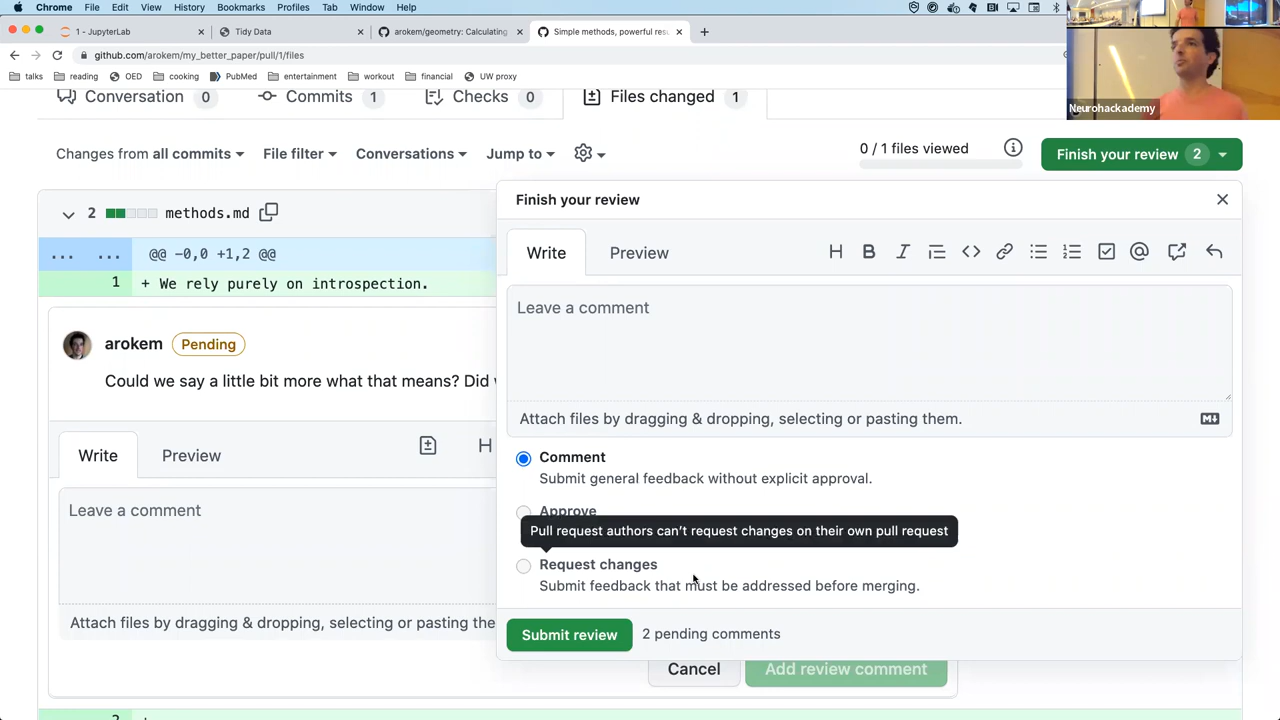 Chrome File Edit View History Bookmarks Profiles Tab Window Help
1 - JupyterLab
Tidy Data
arokem/geometry: Calculating
Simple methods, powerful resu
github.com/arokem/my_better_paper/pull/1/files
talks reading OED cooking PubMed entertainment workout financial UW proxy
Neurohackademy
Conversation 0 Commits 1 Checks 0 Files changed 1
Changes from all commits File filter Conversations Jump to
0 / 1 files viewed
Finish your review 2
2 methods.md
... ... @@ -0,0 +1,2 @@
1 + We rely purely on introspection.
arokem Pending
Could we say a little bit more what that means? Did
Write Preview
H
Leave a comment
Attach files by dragging & dropping, selecting or pasting the
Cancel Add review comment
2 +
Finish your review
Write Preview
H B I
Leave a comment
Attach files by dragging & dropping, selecting or pasting them.
Comment
Submit general feedback without explicit approval.
Approve
Pull request authors can't request changes on their own pull request
Request changes
Submit feedback that must be addressed before merging.
Submit review 2 pending comments